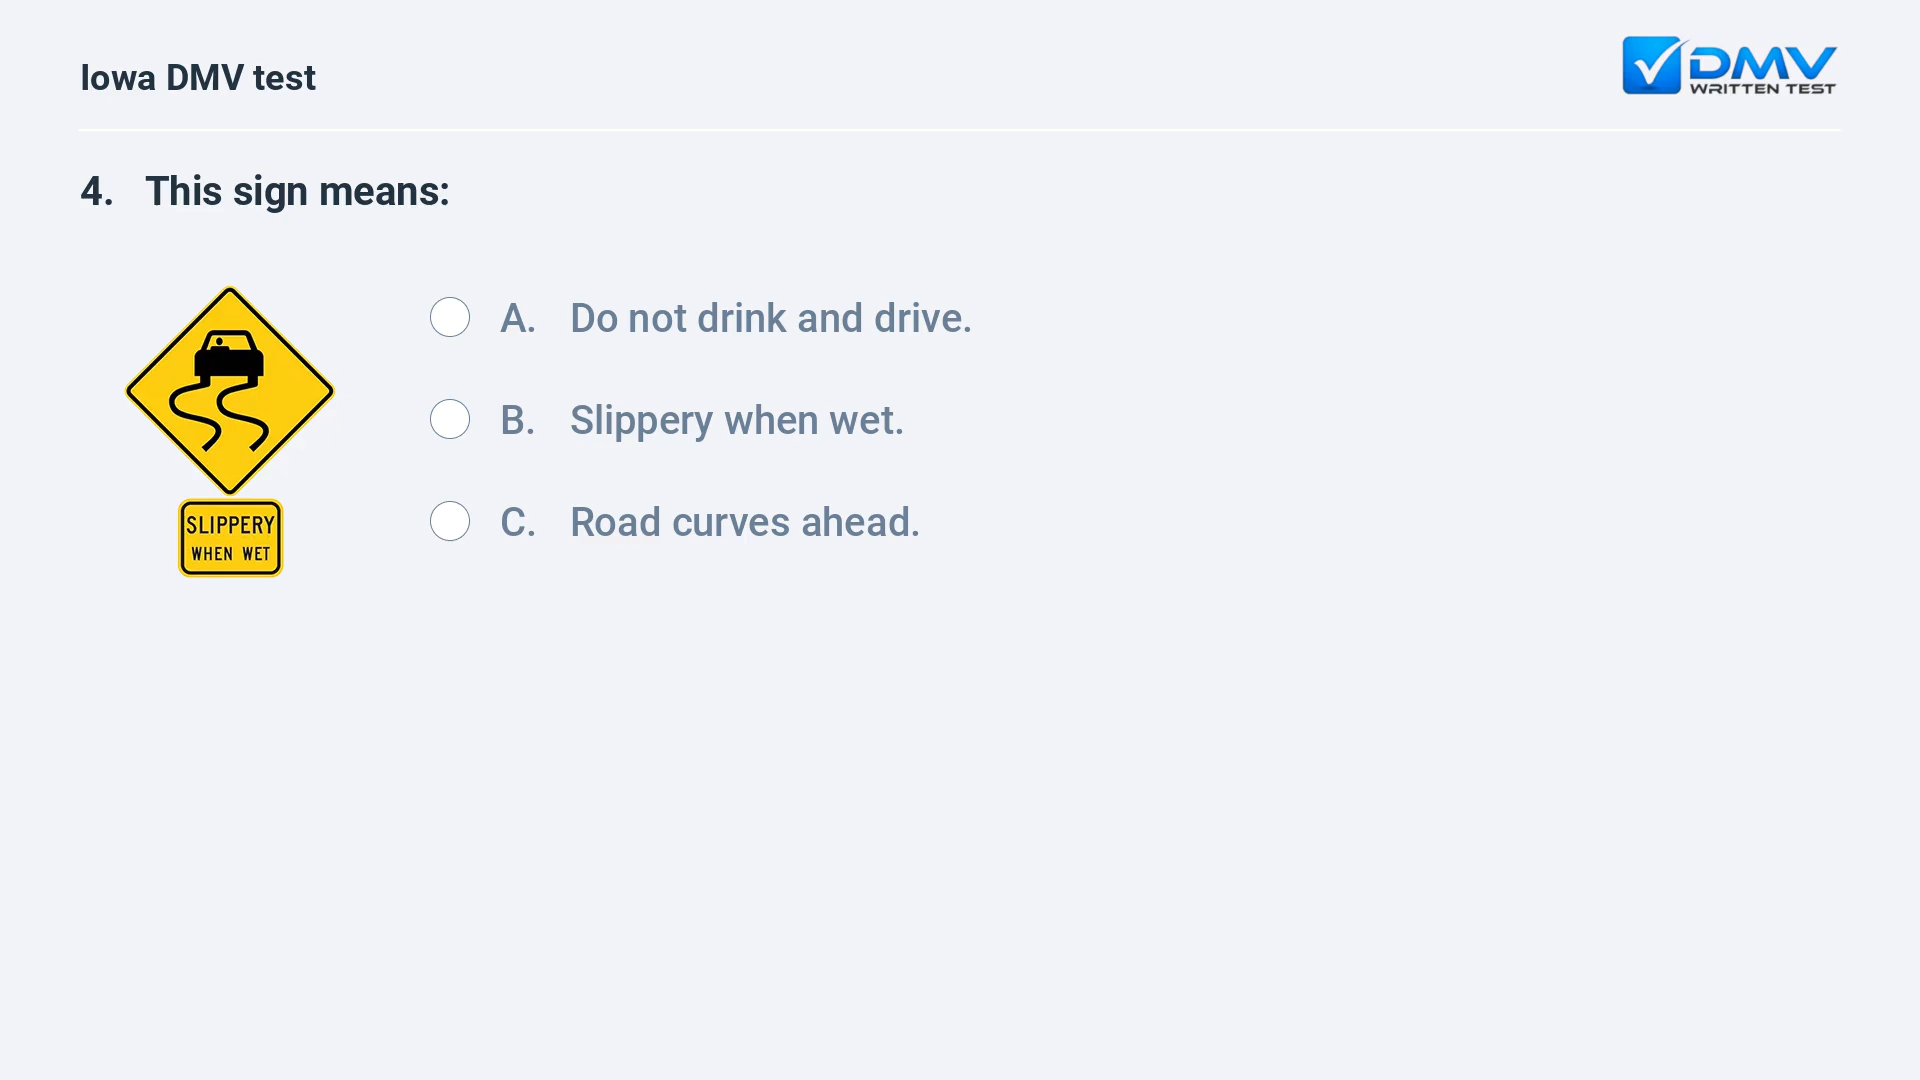 Iowa DMV test
DMV
WRITTEN TEST
4. This sign means:
A. Do not drink and drive.
B. Slippery when wet.
C. Road curves ahead.
SLIPPERY
WHEN WET